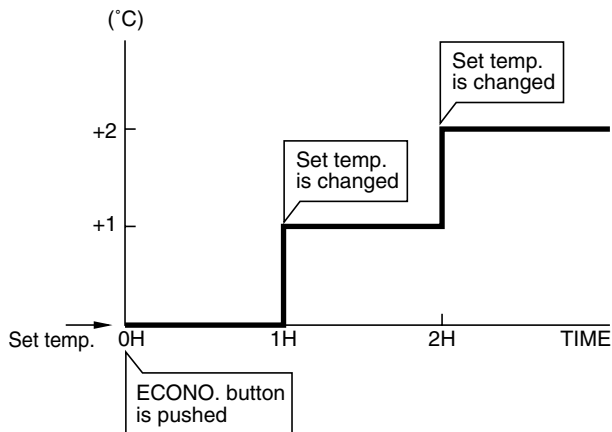 (°C)
Set temp.
is changed
+2
Set temp.
is changed
+1
Set temp.
0H
1H
2H
TIME
ECONO. button
is pushed